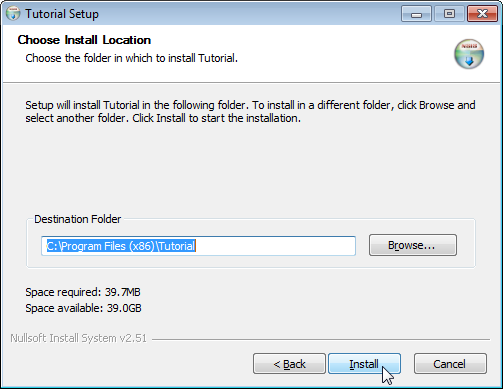 Tutorial Setup
Choose Install Location
Choose the folder in which to install Tutorial.
Setup will install Tutorial in the following folder. To install in a different folder, click Browse and
select another folder. Click Install to start the installation.
Destination Folder
C:\Program Files (x86)\Tutorial
Browse...
Space required: 39.7MB
Space available: 39.0GB
Nullsoft Install System v2.51
< Back
Install
Cancel